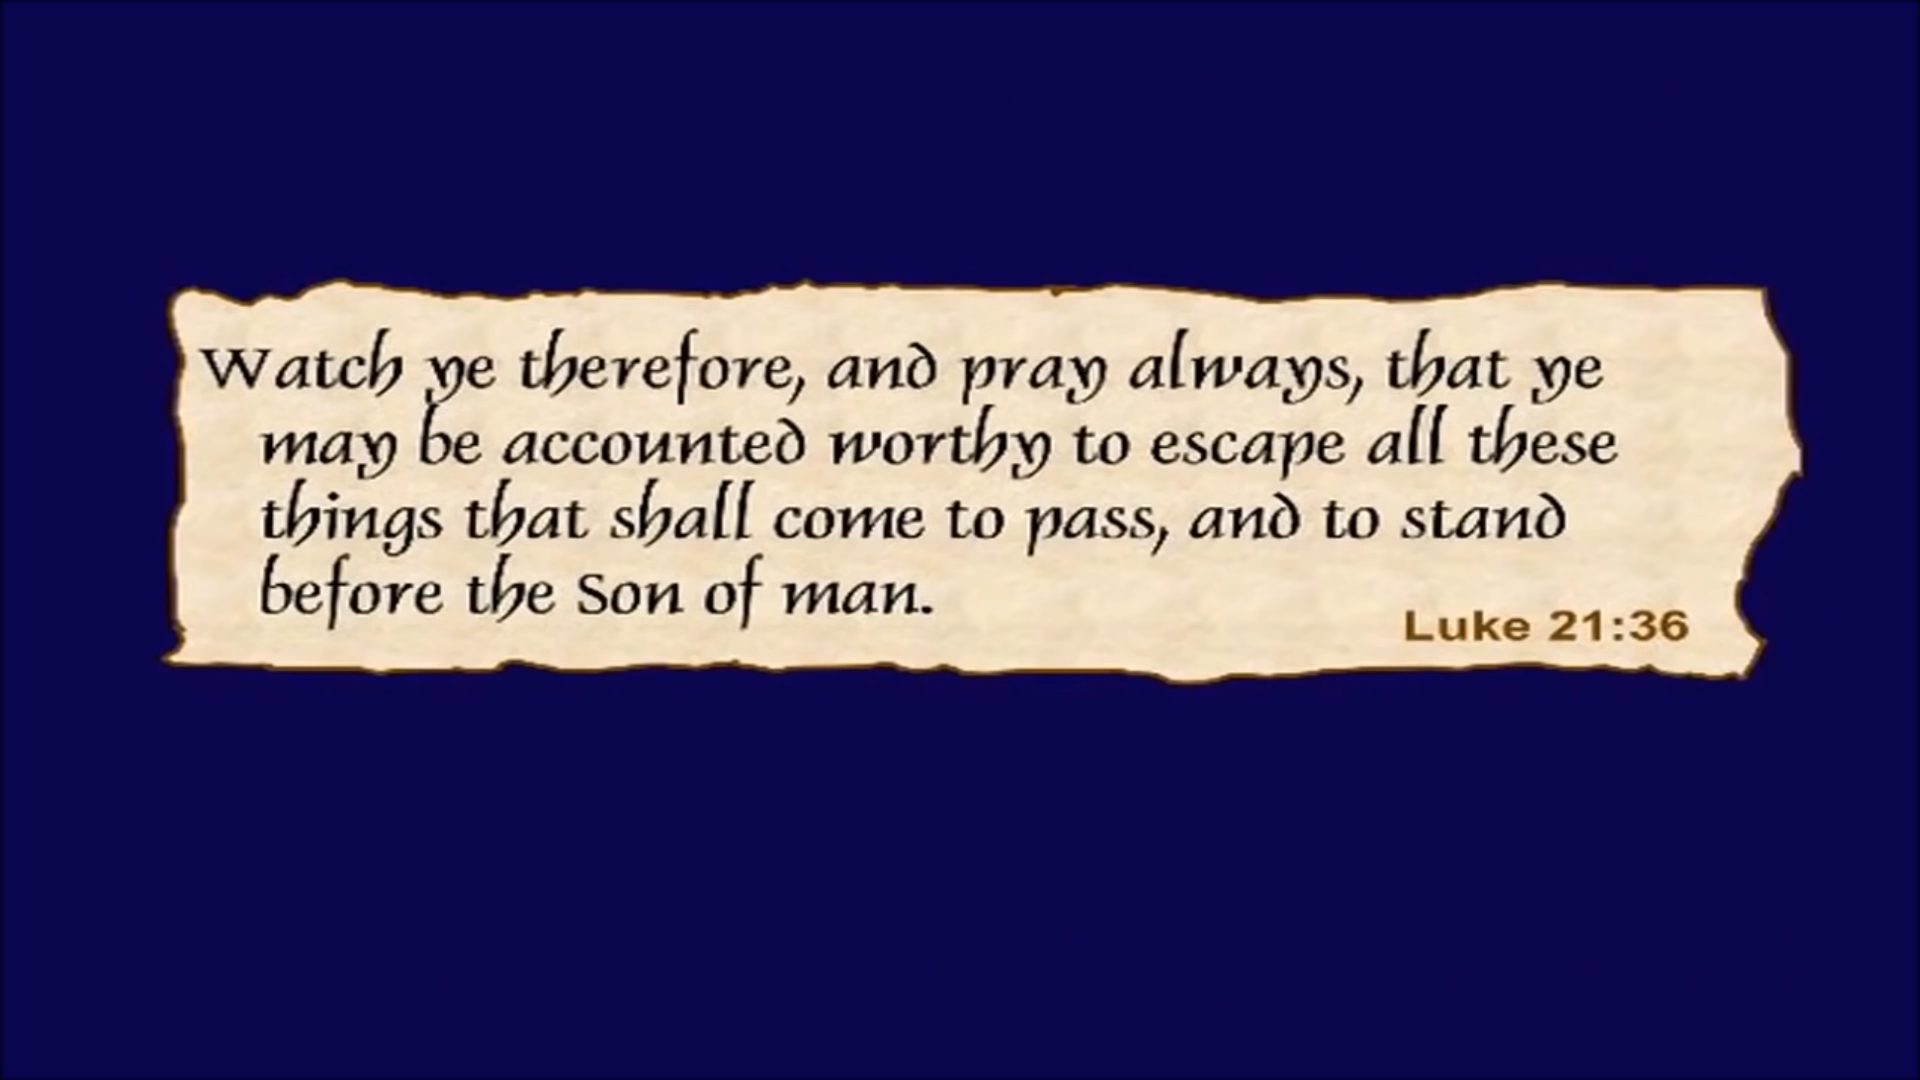 Watch ye therefore, and pray always, that ye
may be accounted worthy to escape all these
things that shall come to pass, and to stand
before the Son of man.
Luke 21:36